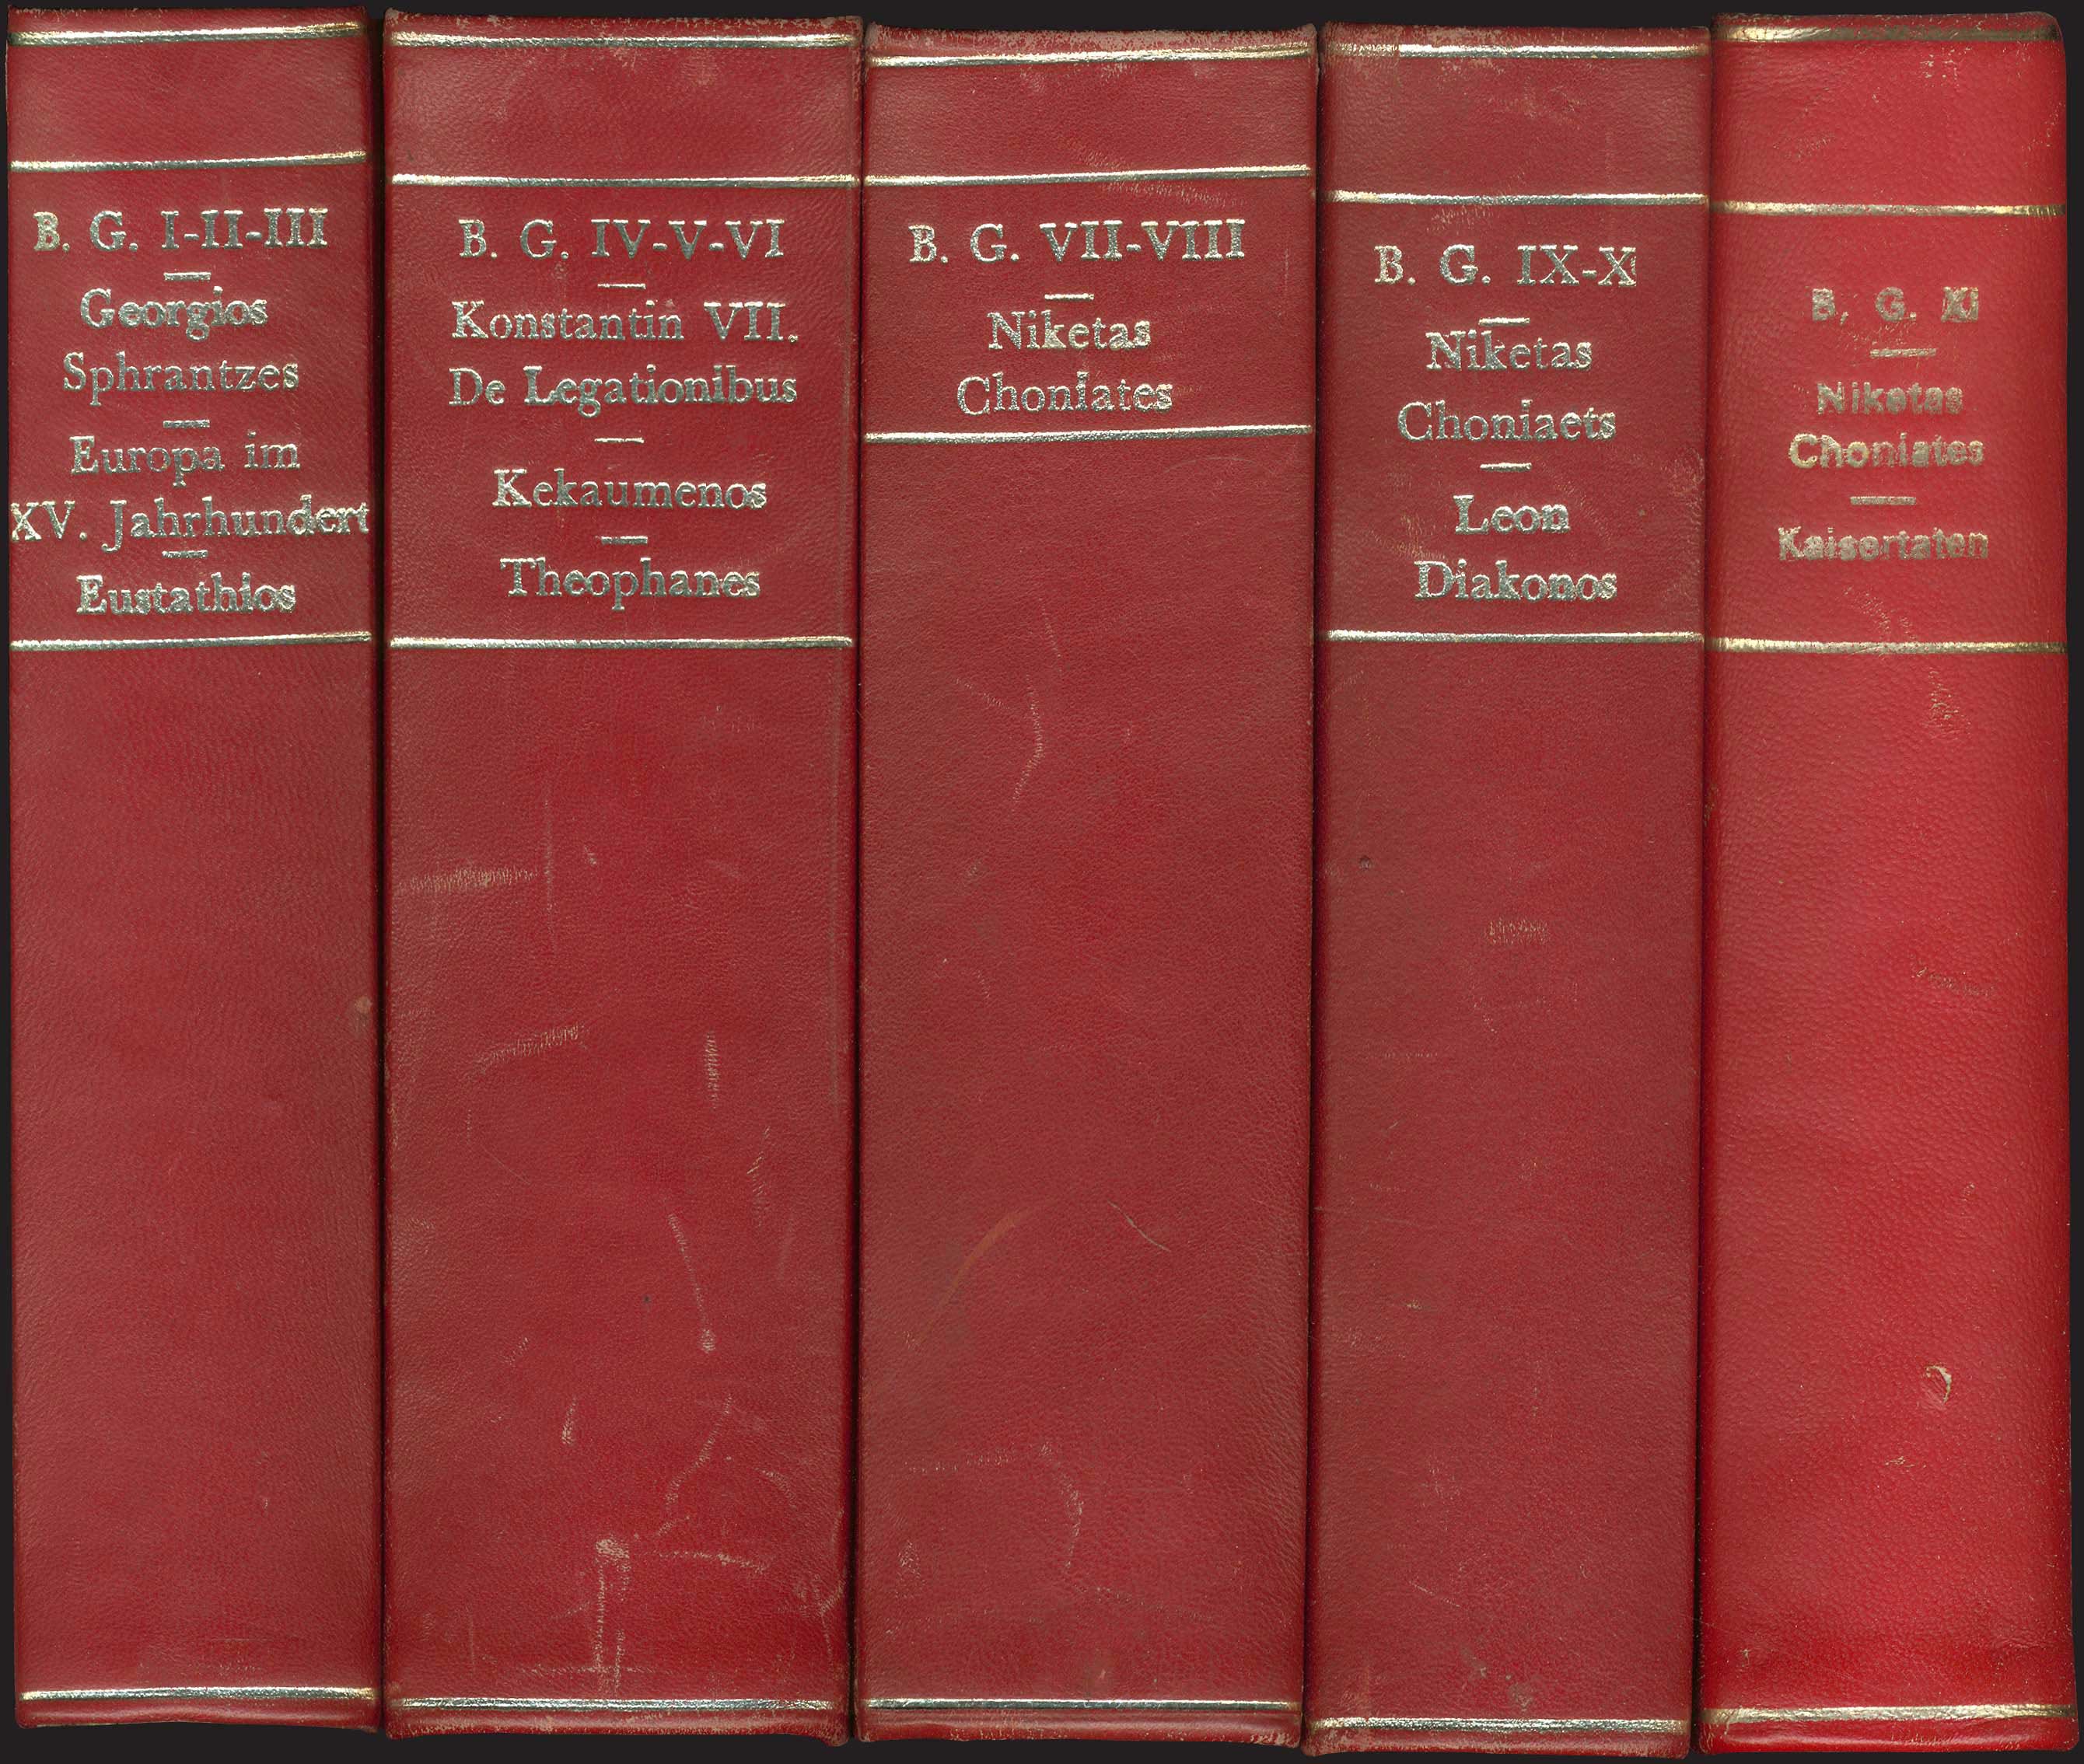 B. G. I-II-III
Georgios
Sphrantzes
Europa im
XV. Jahrhundert
Eustathios
B. G. IV-V-VI
Konstantin VII.
De Legationibus
Kekaumenos
Theophanes
B. G. VII-VIII
Niketas
Choniates
B. G. IX-X
Niketas
Choniaets
Leon
Diakonos
B. G. XI
Niketas
Choniates
Kaisertaten